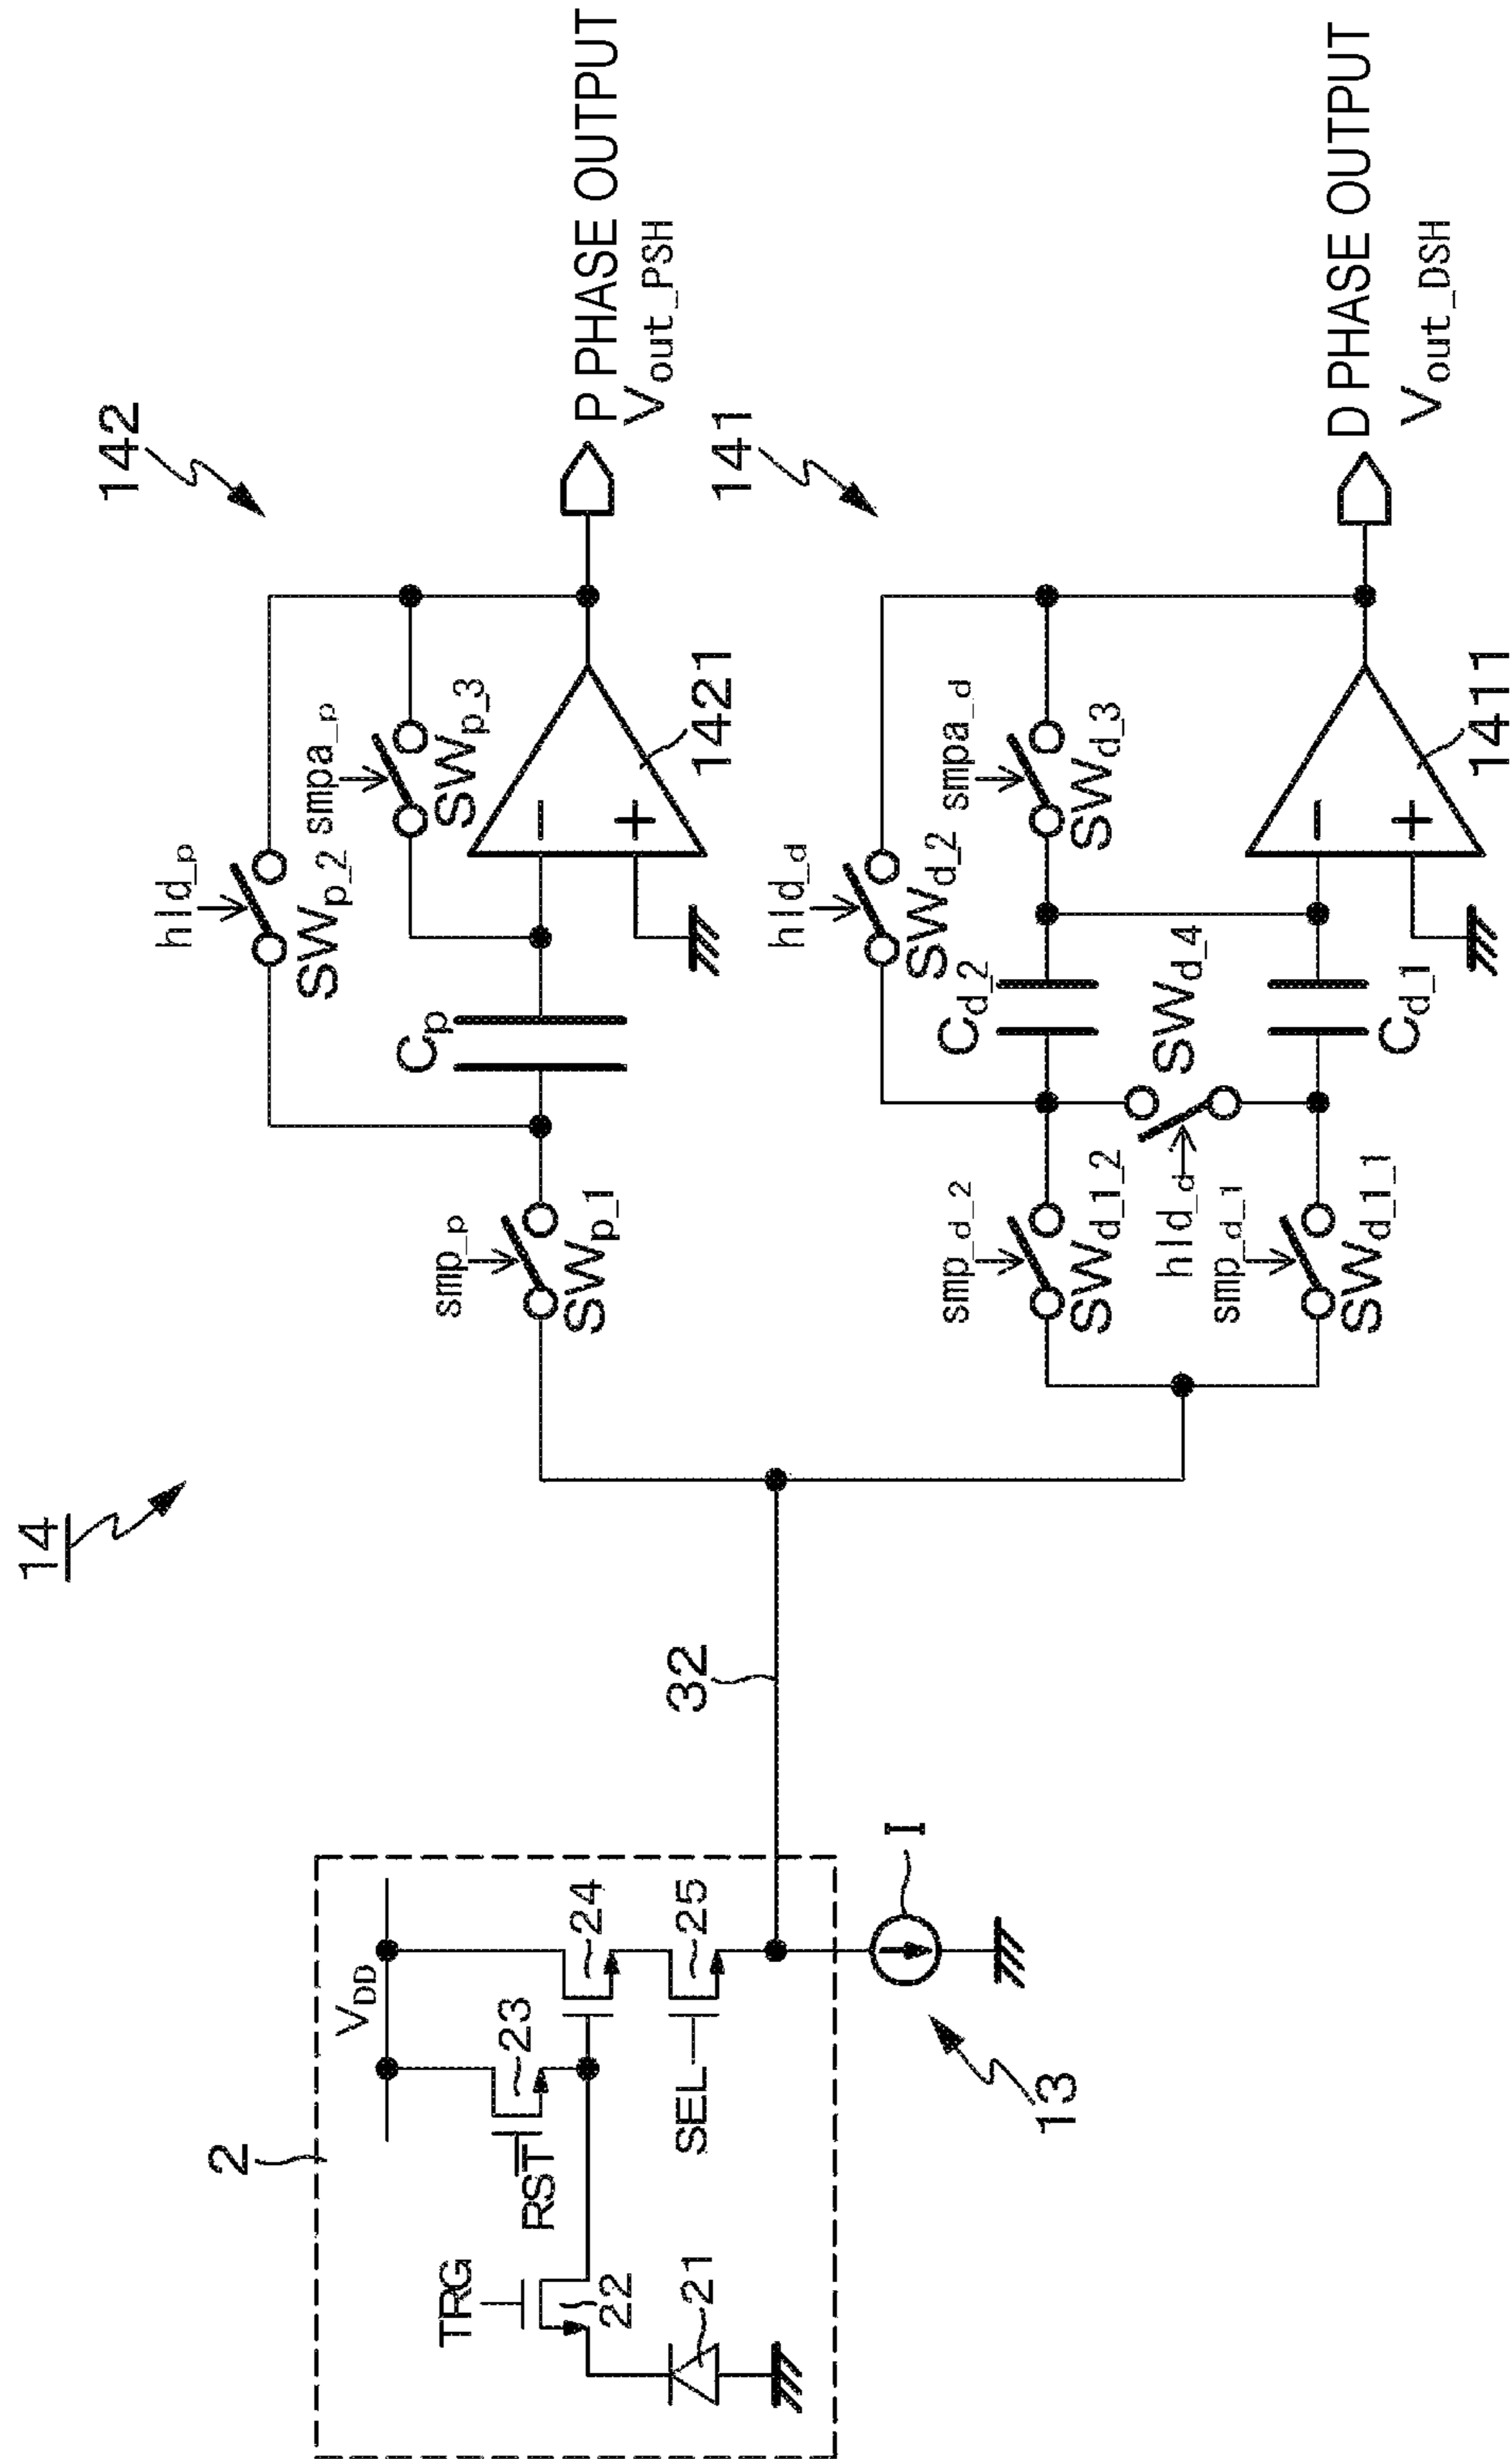 14
142
hld_p
SWp_2
smpa_p
SWp_3
smp_p
SWp_1
Cp
1421
P PHASE OUTPUT
Vout_PSH
141
hld_d
SWd_2
smpa_d
SWd_3
smp_d_2
SWd_1_2
Cd_2
SWd_4
hld_d
smp_d_1
SWd_1_1
Cd_1
1411
D PHASE OUTPUT
Vout_DSH
2
VDD
TRG
22
21
RST
23
24
SEL
25
32
I
13